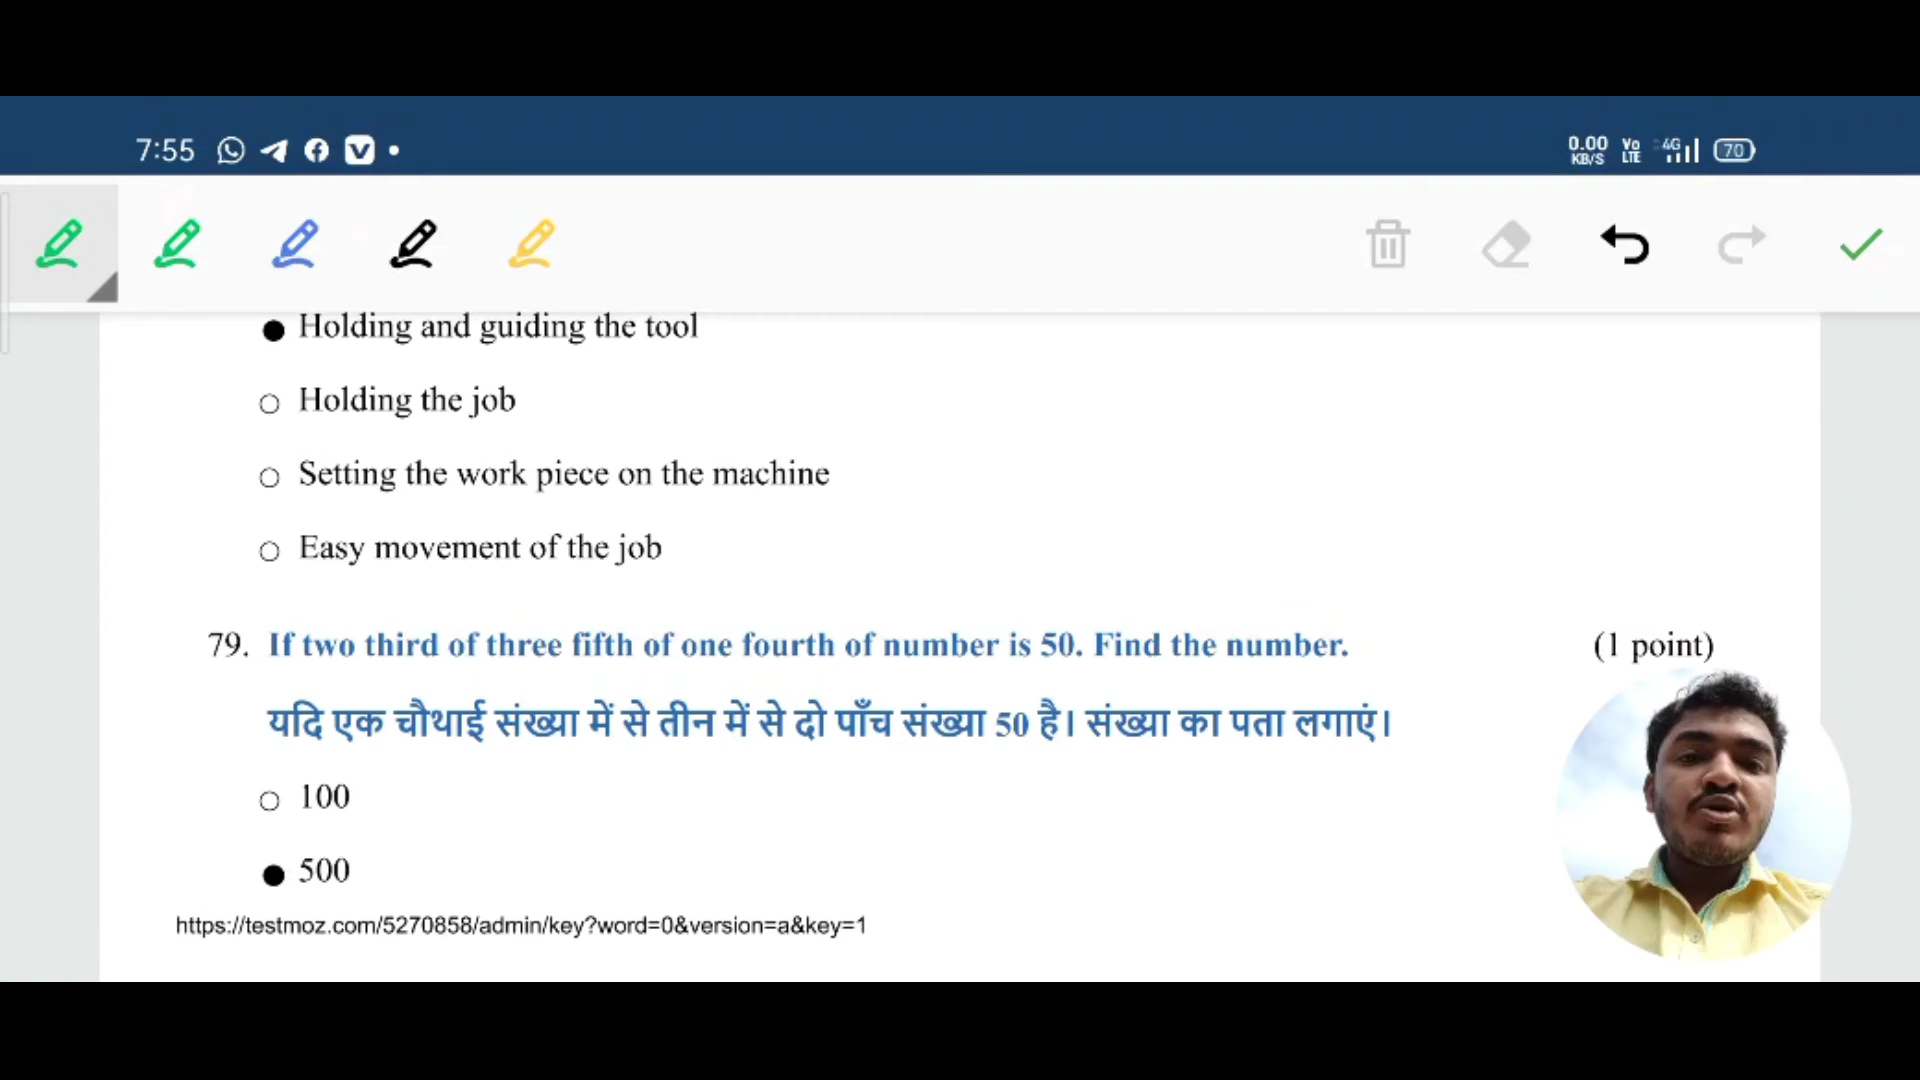 7:55
0.00 KB/S Vo LTE 4G 70
Holding and guiding the tool
Holding the job
Setting the work piece on the machine
Easy movement of the job
79. If two third of three fifth of one fourth of number is 50. Find the number. (1 point)
यदि एक चौथाई संख्या में से तीन में से दो पाँच संख्या 50 है। संख्या का पता लगाएं।
100
500
https://testmoz.com/5270858/admin/key?word=0&version=a&key=1